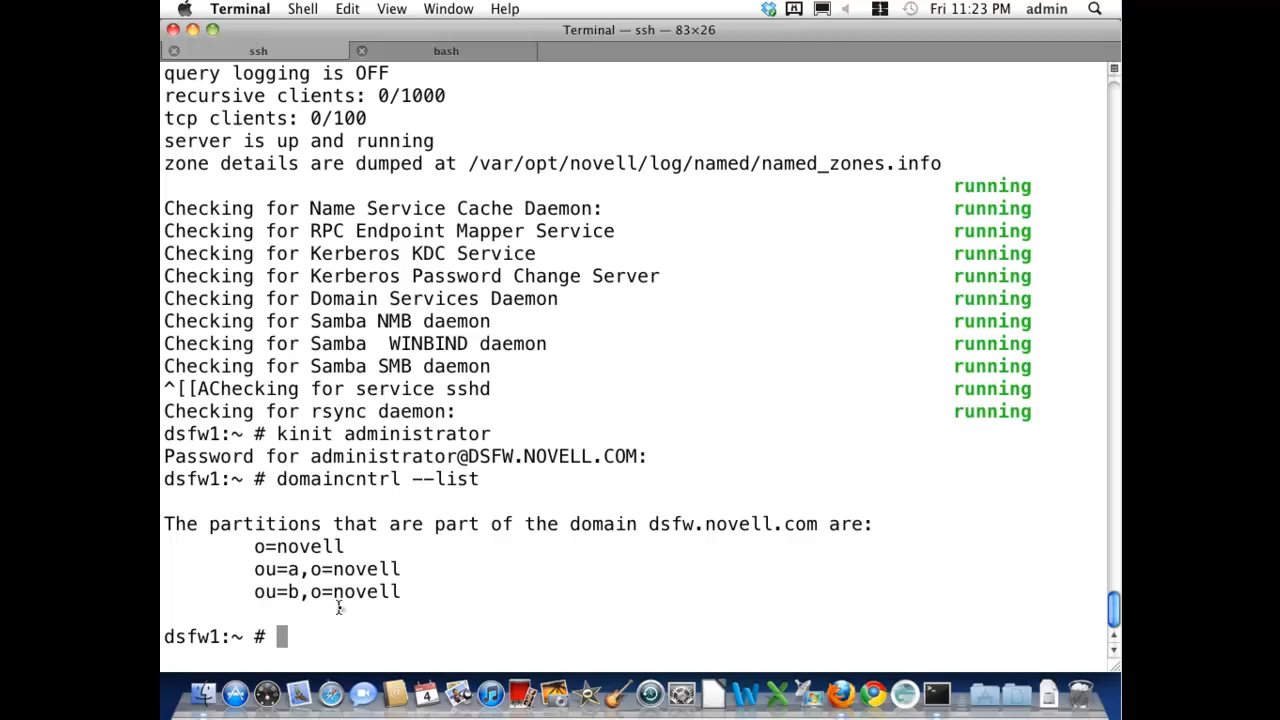 Terminal Shell Edit View Window Help Fri 11:23 PM admin
Terminal — ssh — 83×26
ssh bash
query logging is OFF
recursive clients: 0/1000
tcp clients: 0/100
server is up and running
zone details are dumped at /var/opt/novell/log/named/named_zones.info
running
Checking for Name Service Cache Daemon: running
Checking for RPC Endpoint Mapper Service running
Checking for Kerberos KDC Service running
Checking for Kerberos Password Change Server running
Checking for Domain Services Daemon running
Checking for Samba NMB daemon running
Checking for Samba  WINBIND daemon running
Checking for Samba SMB daemon running
^[[AChecking for service sshd running
Checking for rsync daemon: running
dsfw1:~ # kinit administrator
Password for administrator@DSFW.NOVELL.COM:
dsfw1:~ # domaincntrl --list
The partitions that are part of the domain dsfw.novell.com are:
o=novell
ou=a,o=novell
ou=b,o=novell
dsfw1:~ #